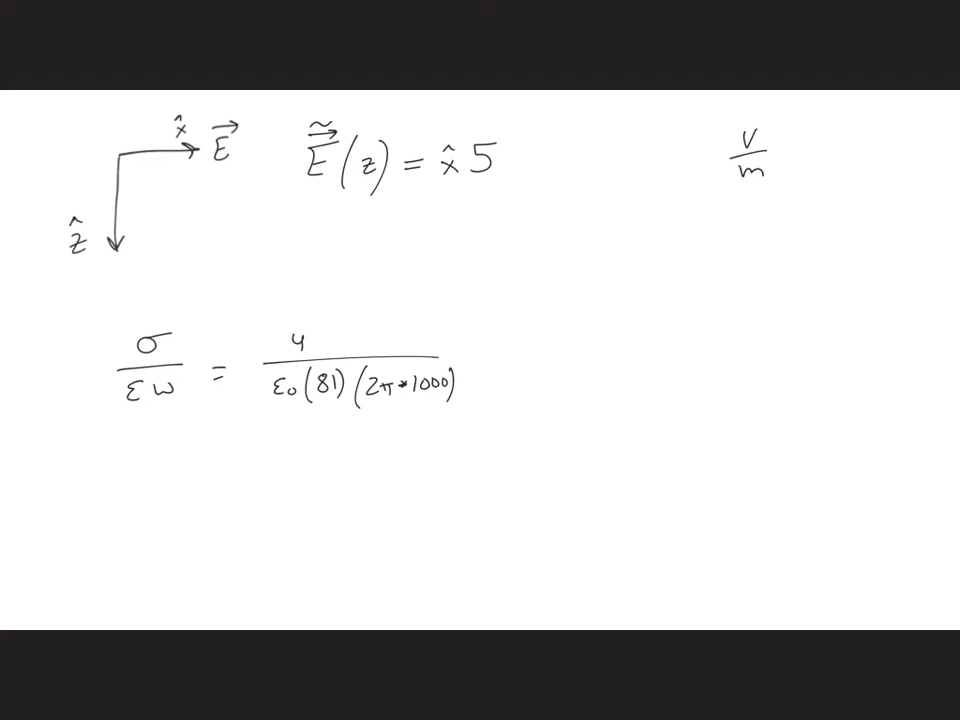 x̂ E⃗ Ẽ⃗(z) = x̂ 5 V/m
ẑ
σ/εω = 4/ε₀(81)(2π*1000)